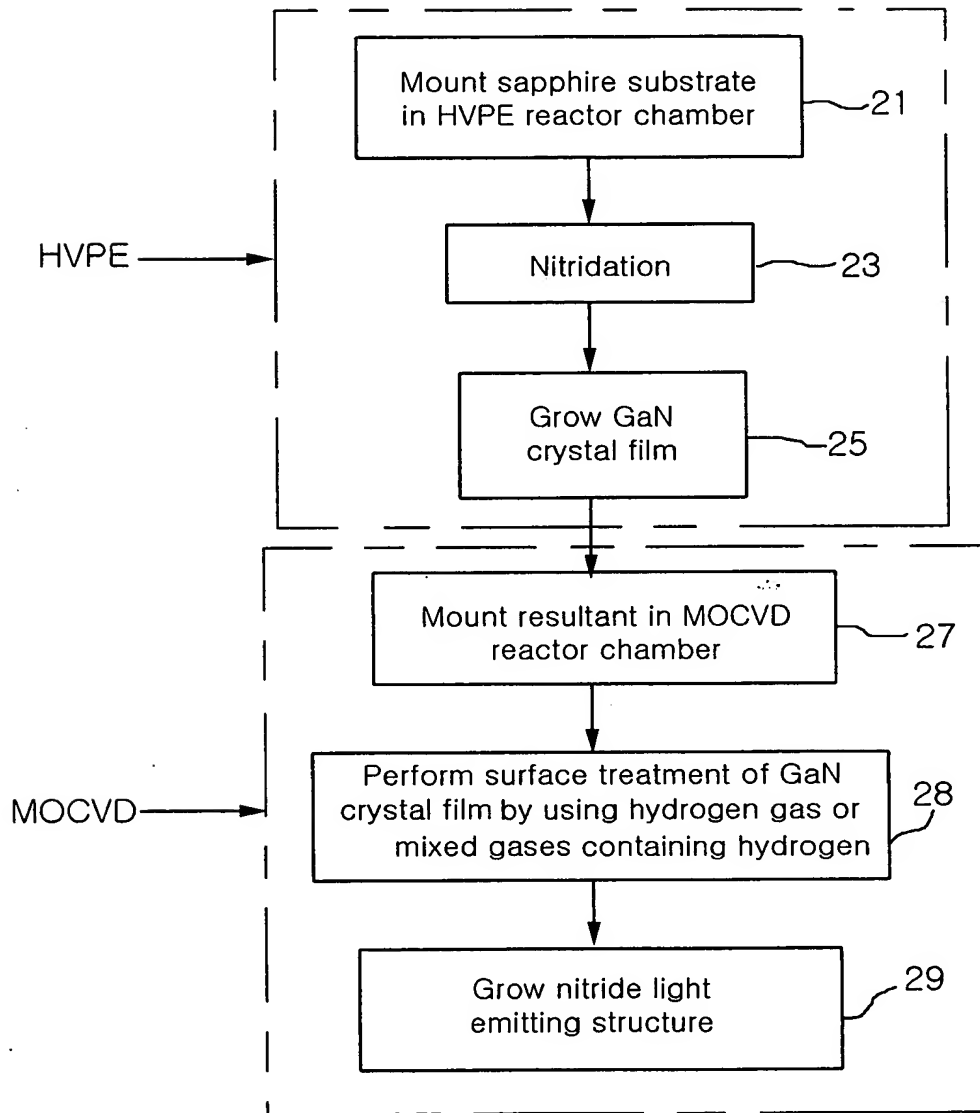 Mount sapphire substrate
in HVPE reactor chamber
21
HVPE
Nitridation
23
Grow GaN
crystal film
25
Mount resultant in MOCVD
reactor chamber
27
MOCVD
Perform surface treatment of GaN
crystal film by using hydrogen gas or
mixed gases containing hydrogen
28
Grow nitride light
emitting structure
29